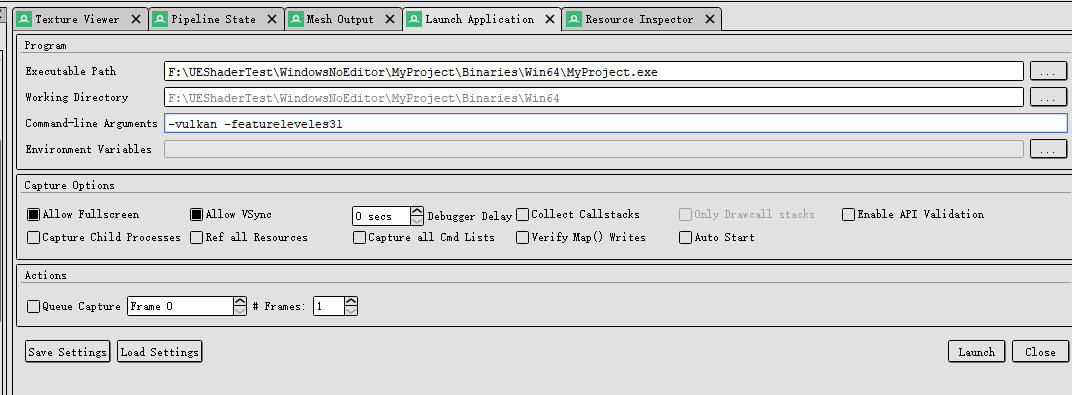 Texture Viewer Pipeline State Mesh Output Launch Application Resource Inspector
Program
Executable Path F:\UEShaderTest\WindowsNoEditor\MyProject\Binaries\Win64\MyProject.exe ...
Working Directory F:\UEShaderTest\WindowsNoEditor\MyProject\Binaries\Win64 ...
Command-line Arguments -vulkan -featureleveles31
Environment Variables ...
Capture Options
Allow Fullscreen Allow VSync 0 secs Debugger Delay Collect Callstacks Only Drawcall stacks Enable API Validation
Capture Child Processes Ref all Resources Capture all Cmd Lists Verify Map() Writes Auto Start
Actions
Queue Capture Frame 0 # Frames: 1
Save Settings Load Settings Launch Close